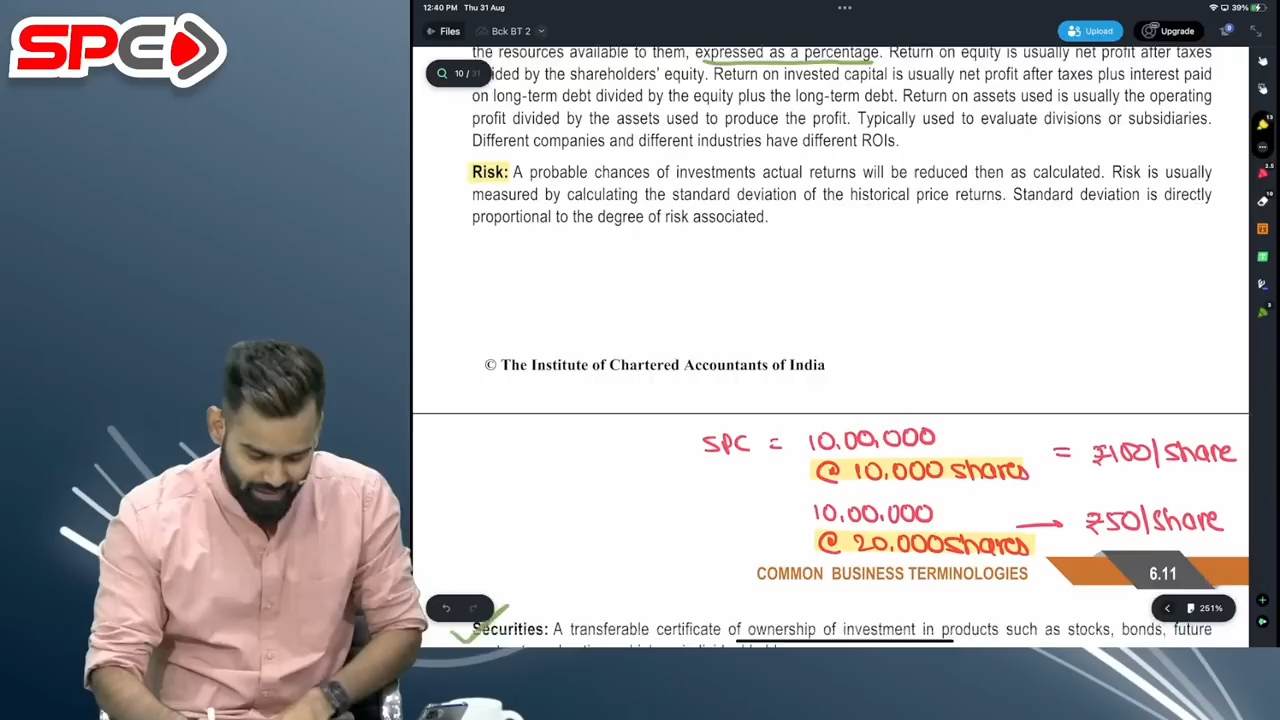 SPC
12:40 PM Thu 31 Aug
39%
Files
Bck BT 2
Upload
Upgrade
the resources available to them, expressed as a percentage. Return on equity is usually net profit after taxes
10 / 31
ided by the shareholders' equity. Return on invested capital is usually net profit after taxes plus interest paid
on long-term debt divided by the equity plus the long-term debt. Return on assets used is usually the operating
profit divided by the assets used to produce the profit. Typically used to evaluate divisions or subsidiaries.
Different companies and different industries have different ROIs.
Risk: A probable chances of investments actual returns will be reduced then as calculated. Risk is usually
measured by calculating the standard deviation of the historical price returns. Standard deviation is directly
proportional to the degree of risk associated.
© The Institute of Chartered Accountants of India
SPC = 10,00,000
@ 10,000 shares = ₹100/share
10,00,000
@ 20,000 shares → ₹50/share
COMMON BUSINESS TERMINOLOGIES 6.11
251%
Securities: A transferable certificate of ownership of investment in products such as stocks, bonds, future